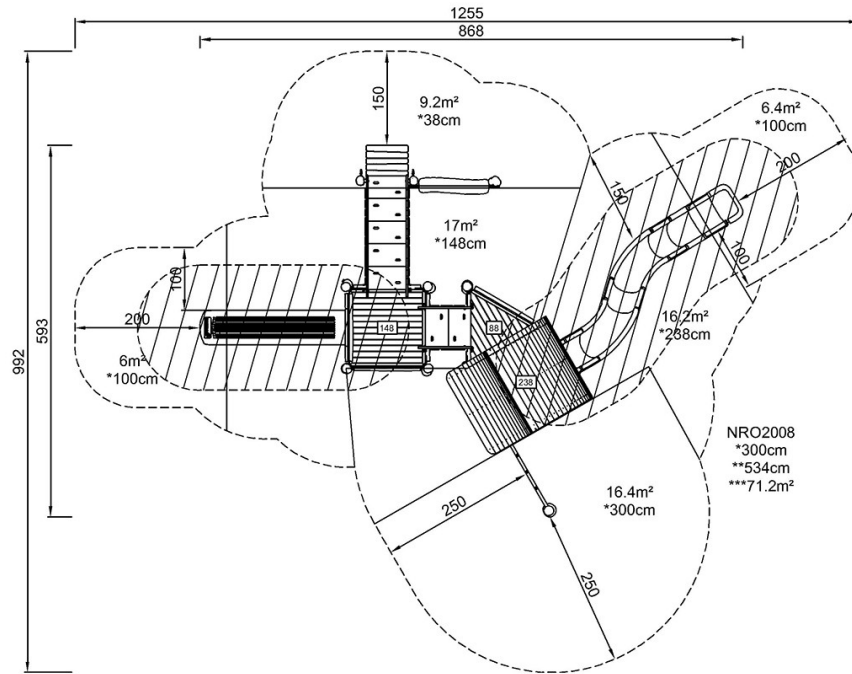 1255
868
150
9.2m²
*38cm
6.4m²
*100cm
200
150
17m²
*148cm
100
100
593
992
200
148
88
16.2m²
*238cm
6m²
*100cm
238
NRO2008
*300cm
**534cm
***71.2m²
16.4m²
*300cm
250
250